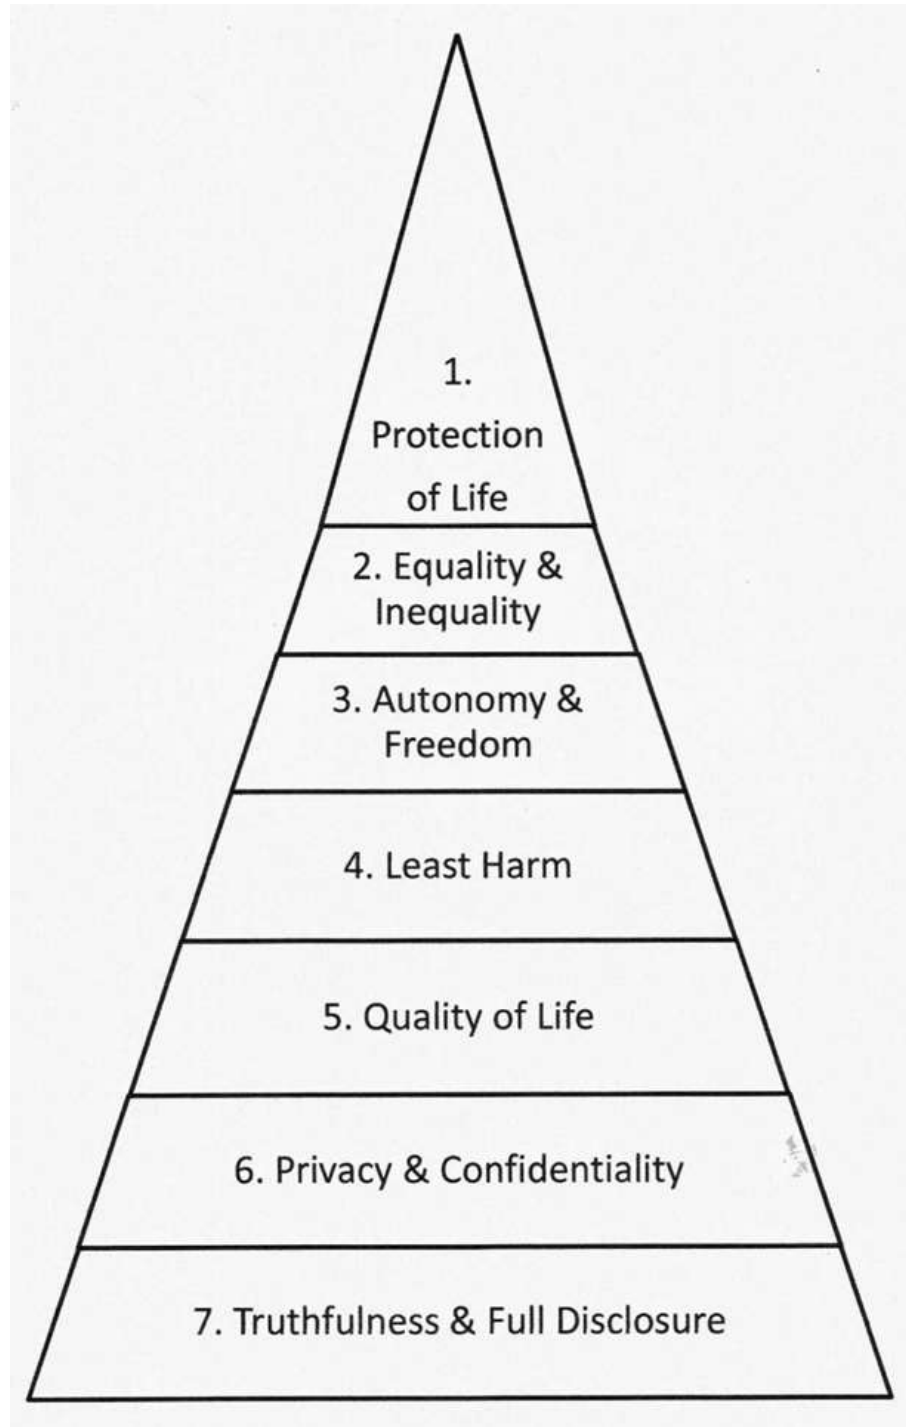 1.
Protection
of Life
2. Equality &
Inequality
3. Autonomy &
Freedom
4. Least Harm
5. Quality of Life
6. Privacy & Confidentiality
7. Truthfulness & Full Disclosure